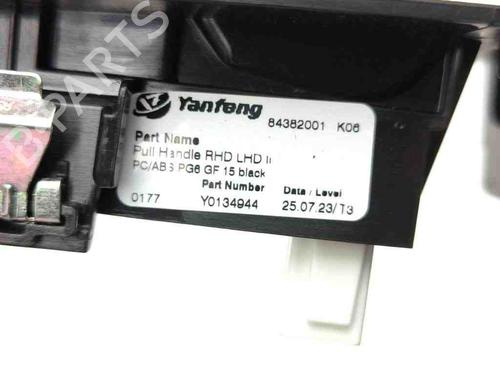 Yanfeng
84382001 K06
Part Name
Pull Handle RHD LHD
PC/ABS PG6 GF 15 black
Part Number Data / Level
0177 Y0134944 25.07.23/T3
B-PARTS